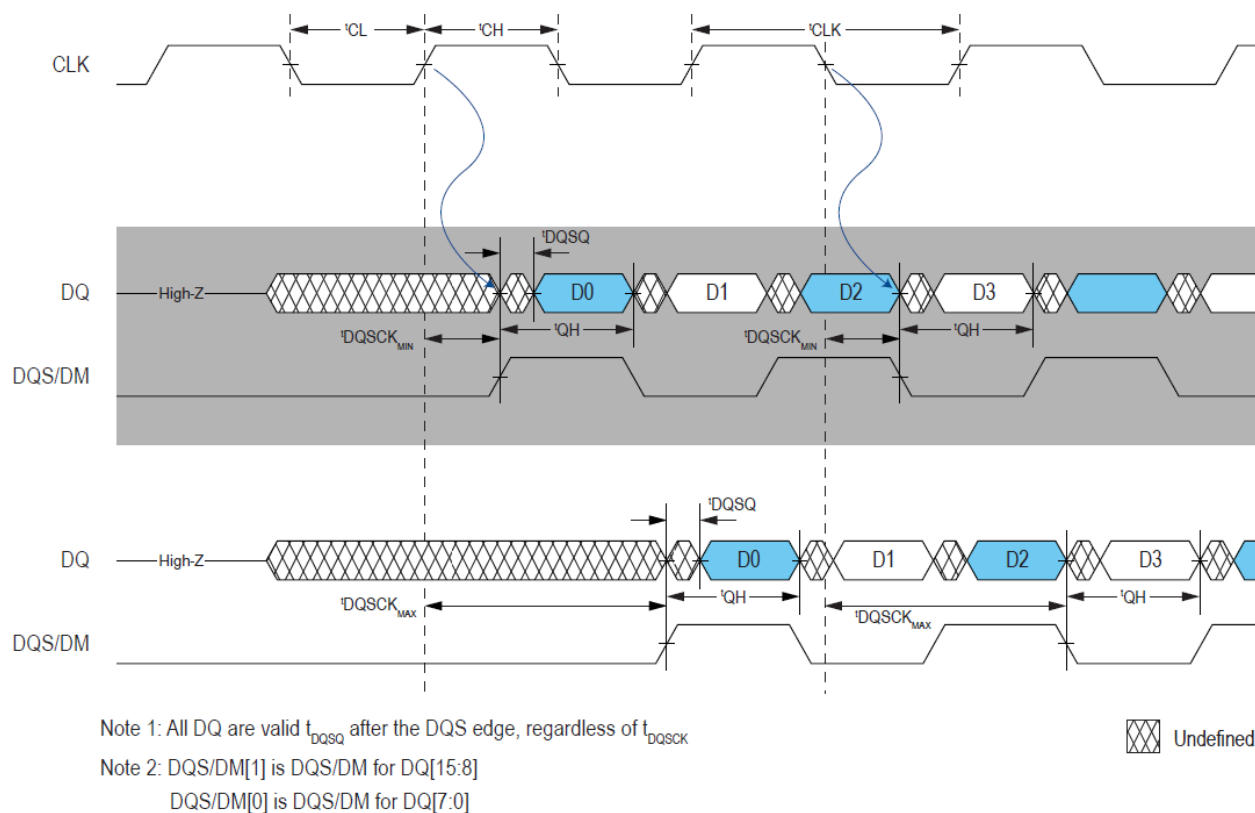 tCL tCH tCLK
CLK
tDQSQ
DQ High-Z D0 D1 D2 D3
tDQSCKMIN tQH tDQSCKMIN tQH
DQS/DM
tDQSQ
DQ High-Z D0 D1 D2 D3
tDQSCKMAX tQH tDQSCKMAX tQH
DQS/DM
Note 1: All DQ are valid tDQSQ after the DQS edge, regardless of tDQSCK
Undefined
Note 2: DQS/DM[1] is DQS/DM for DQ[15:8]
DQS/DM[0] is DQS/DM for DQ[7:0]